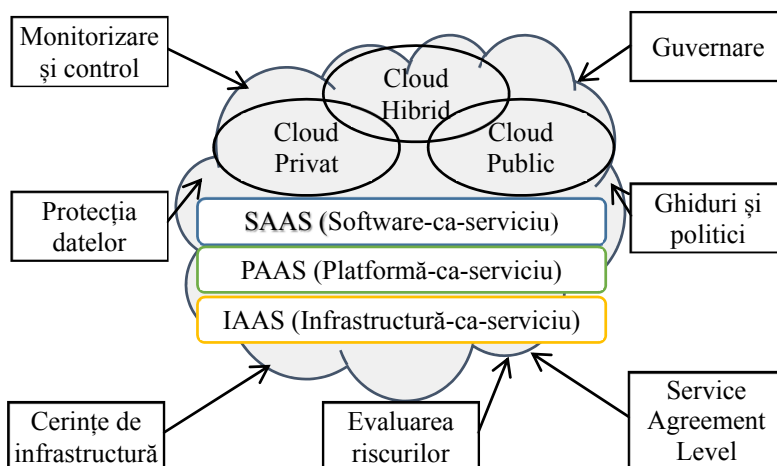 Monitorizare
și control
Guvernare
Cloud
Hibrid
Cloud
Privat
Cloud
Public
Protecția
datelor
Ghiduri și
politici
SAAS (Software-ca-serviciu)
PAAS (Platformă-ca-serviciu)
IAAS (Infrastructură-ca-serviciu)
Cerințe de
infrastructură
Evaluarea
riscurilor
Service
Agreement
Level